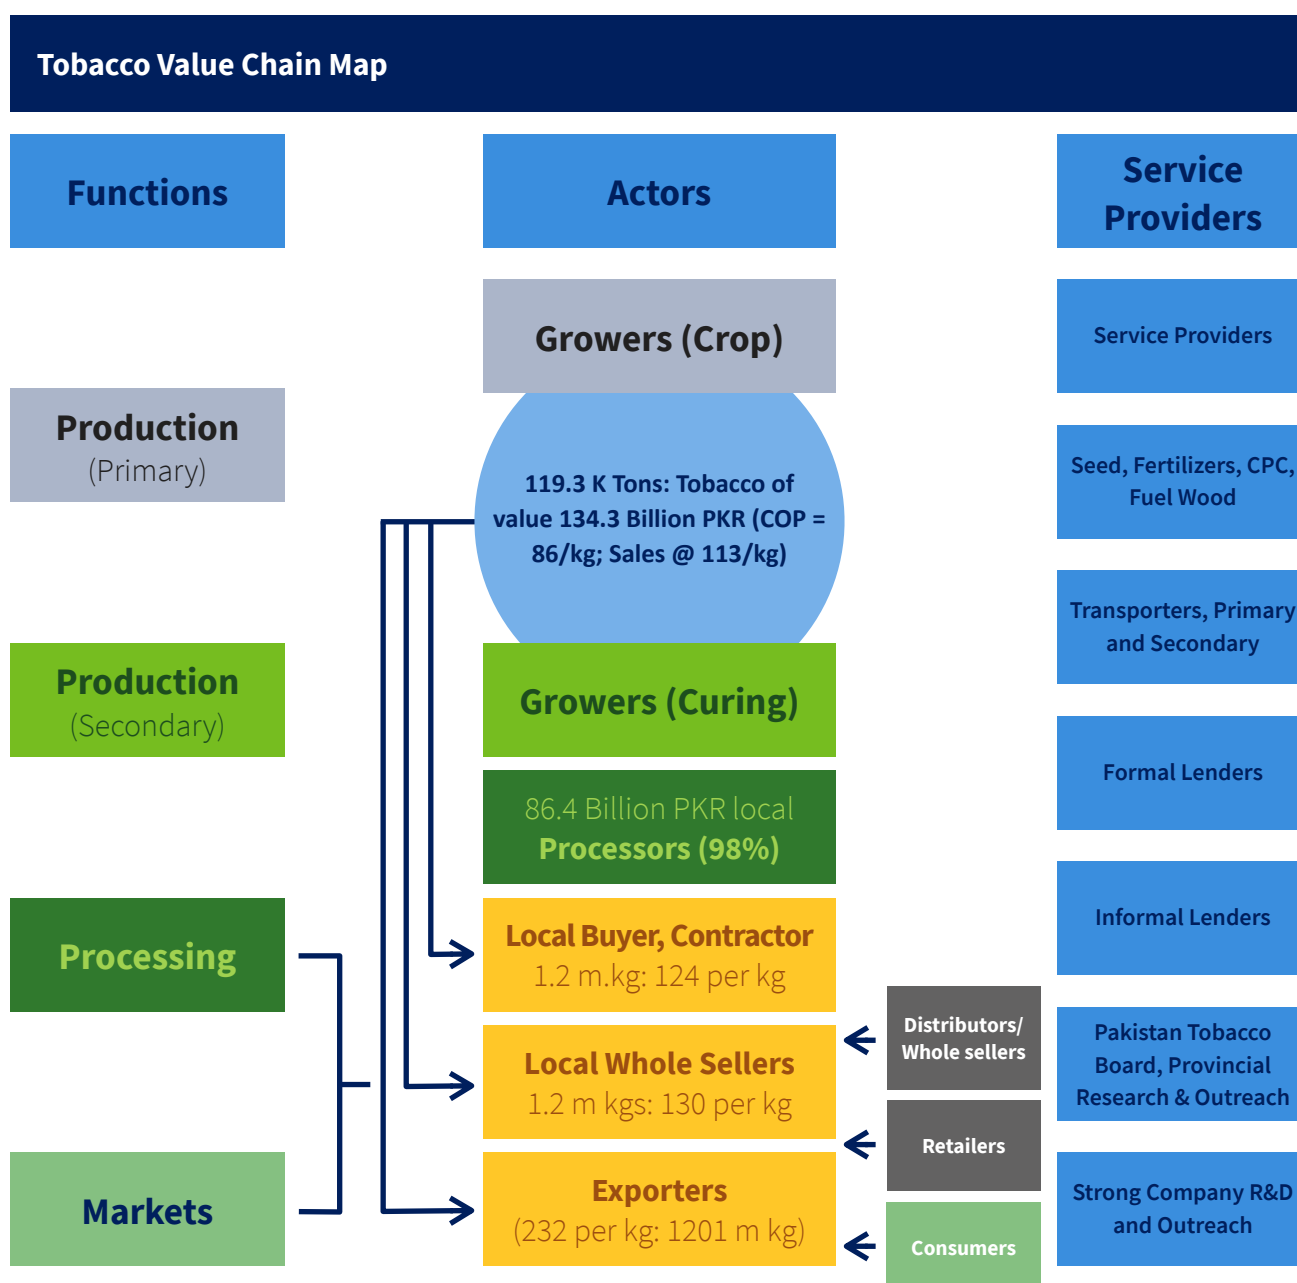 Tobacco Value Chain Map
Functions
Actors
Service
Providers
Growers (Crop)
Service Providers
Production
(Primary)
119.3 K Tons: Tobacco of
value 134.3 Billion PKR (COP =
86/kg; Sales @ 113/kg)
Seed, Fertilizers, CPC,
Fuel Wood
Transporters, Primary
and Secondary
Production
(Secondary)
Growers (Curing)
86.4 Billion PKR local
Processors (98%)
Formal Lenders
Processing
Local Buyer, Contractor
1.2 m.kg: 124 per kg
Informal Lenders
Local Whole Sellers
1.2 m kgs: 130 per kg
Distributors/
Whole sellers
Pakistan Tobacco
Board, Provincial
Research & Outreach
Retailers
Markets
Exporters
(232 per kg: 1201 m kg)
Consumers
Strong Company R&D
and Outreach